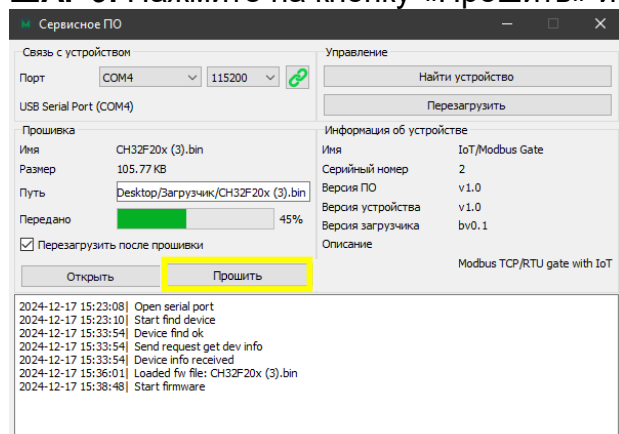 Нажмите на кнопку «Прошить» и
Сервисное ПО
Связь с устройством
Порт COM4 115200
USB Serial Port (COM4)
Управление
Найти устройство
Перезагрузить
Прошивка
Имя CH32F20x (3).bin
Размер 105.77 KB
Путь Desktop/Загрузчик/CH32F20x (3).bin
Передано 45%
Перезагрузить после прошивки
Открыть Прошить
Информация об устройстве
Имя IoT/Modbus Gate
Серийный номер 2
Версия ПО v1.0
Версия устройства v1.0
Версия загрузчика bv0.1
Описание
Modbus TCP/RTU gate with IoT
2024-12-17 15:23:08| Open serial port
2024-12-17 15:23:10| Start find device
2024-12-17 15:33:54| Device find ok
2024-12-17 15:33:54| Send request get dev info
2024-12-17 15:33:54| Device info received
2024-12-17 15:36:01| Loaded fw file: CH32F20x (3).bin
2024-12-17 15:38:48| Start firmware